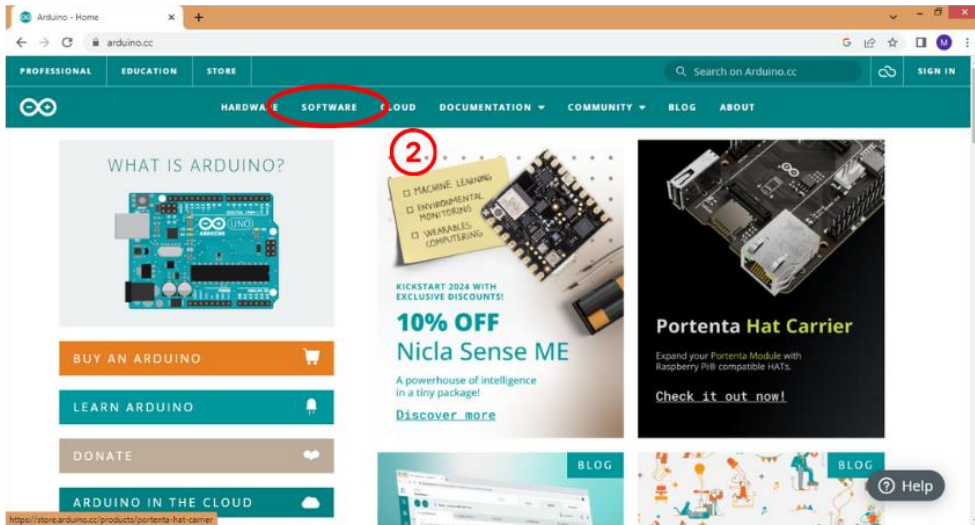 Arduino - Home
arduino.cc
M
PROFESSIONAL EDUCATION STORE
Search on Arduino.cc
SIGN IN
HARDWARE SOFTWARE CLOUD DOCUMENTATION COMMUNITY BLOG ABOUT
2
WHAT IS ARDUINO?
UNO
ARDUINO
BUY AN ARDUINO
LEARN ARDUINO
DONATE
ARDUINO IN THE CLOUD
MACHINE LEARNING
ENVIRONMENTAL
MONITORING
WEARABLES
COMPUTERING
KICKSTART 2024 WITH
EXCLUSIVE DISCOUNTS!
10% OFF
Nicla Sense ME
A powerhouse of intelligence
in a tiny package!
Discover more
Portenta Hat Carrier
Expand your Portenta Module with
Raspberry Pi® compatible HATs.
Check it out now!
BLOG
BLOG
Help
https://store.arduino.cc/products/portenta-hat-carrier